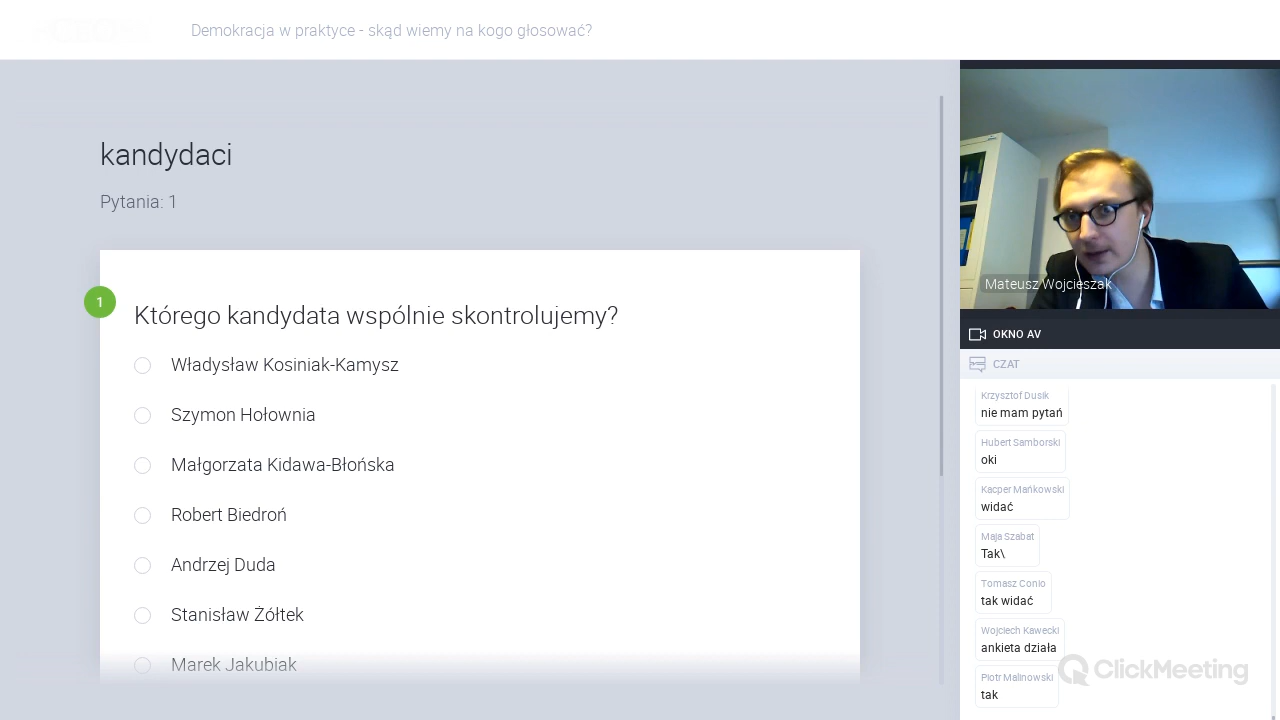 Demokracja w praktyce - skąd wiemy na kogo głosować?
kandydaci
Pytania: 1
1
Którego kandydata wspólnie skontrolujemy?
Władysław Kosiniak-Kamysz
Szymon Hołownia
Małgorzata Kidawa-Błońska
Robert Biedroń
Andrzej Duda
Stanisław Żółtek
Marek Jakubiak
Mateusz Wojcieszak
OKNO AV
CZAT
Krzysztof Dusik
nie mam pytań
Hubert Samborski
oki
Kacper Mańkowski
widać
Maja Szabat
Tak\
Tomasz Conio
tak widać
Wojciech Kawecki
ankieta działa
Piotr Malinowski
tak
ClickMeeting